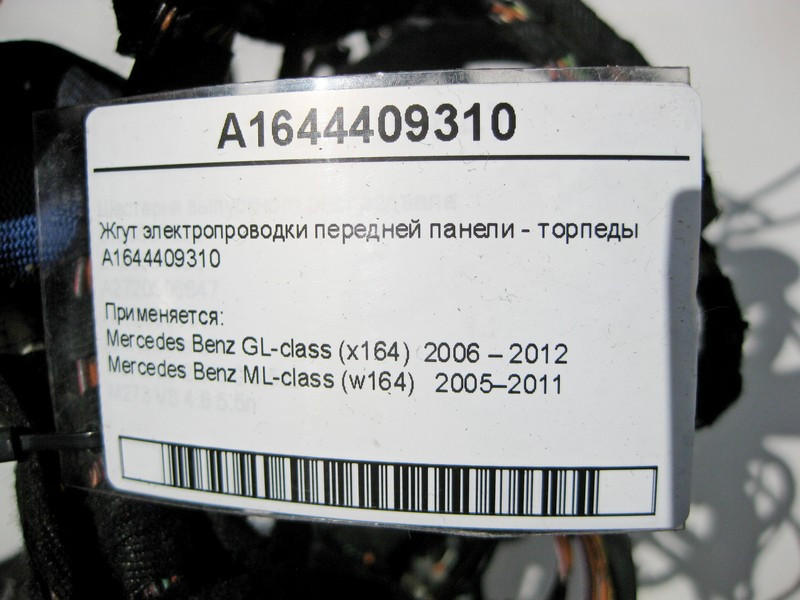 A1644409310
Жгут электропроводки передней панели - торпеды
A1644409310
Применяется:
Mercedes Benz GL-class (x164) 2006 – 2012
Mercedes Benz ML-class (w164) 2005–2011